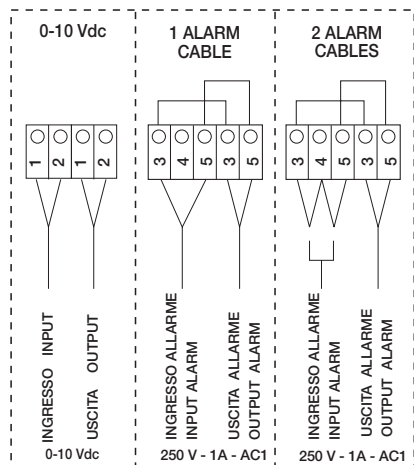 0-10 Vdc
1 ALARM
CABLE
2 ALARM
CABLES
1 2 1 2
3 4 5 3 5
3 4 5 3 5
INGRESSO INPUT
USCITA OUTPUT
INGRESSO ALLARME
INPUT ALARM
USCITA ALLARME
OUTPUT ALARM
INGRESSO ALLARME
INPUT ALARM
USCITA ALLARME
OUTPUT ALARM
0-10 Vdc
250 V - 1A - AC1
250 V - 1A - AC1